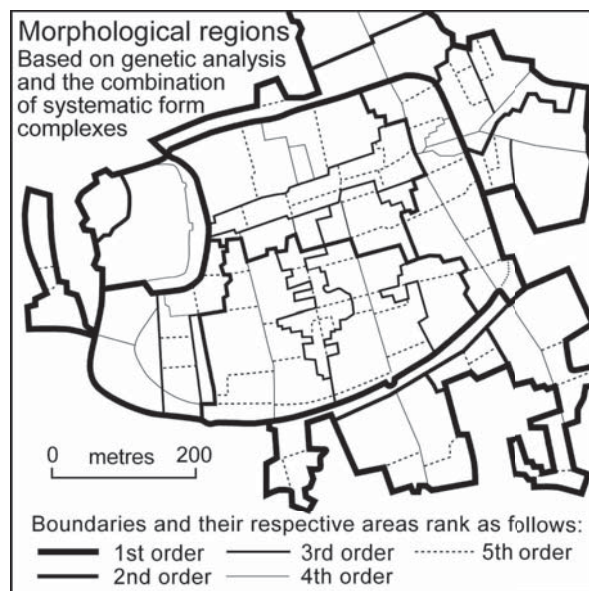 Morphological regions
Based on genetic analysis
and the combination
of systematic form
complexes
0 metres 200
Boundaries and their respective areas rank as follows:
1st order 3rd order 5th order
2nd order 4th order